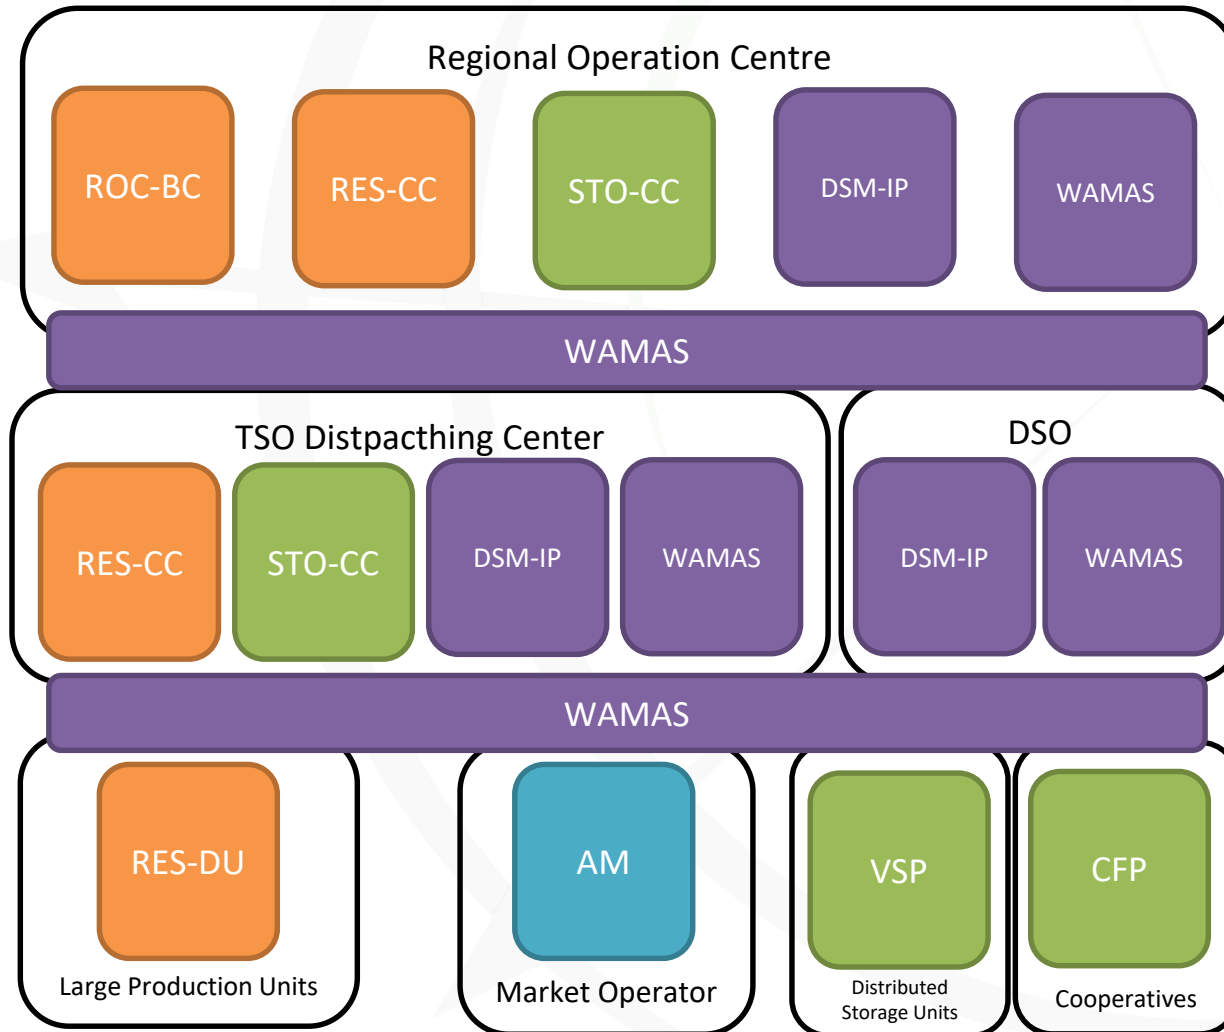 Regional Operation Centre
ROC-BC
RES-CC
STO-CC
DSM-IP
WAMAS
WAMAS
TSO Distpacthing Center
RES-CC
STO-CC
DSM-IP
WAMAS
DSO
DSM-IP
WAMAS
WAMAS
RES-DU
Large Production Units
AM
Market Operator
VSP
Distributed
Storage Units
CFP
Cooperatives